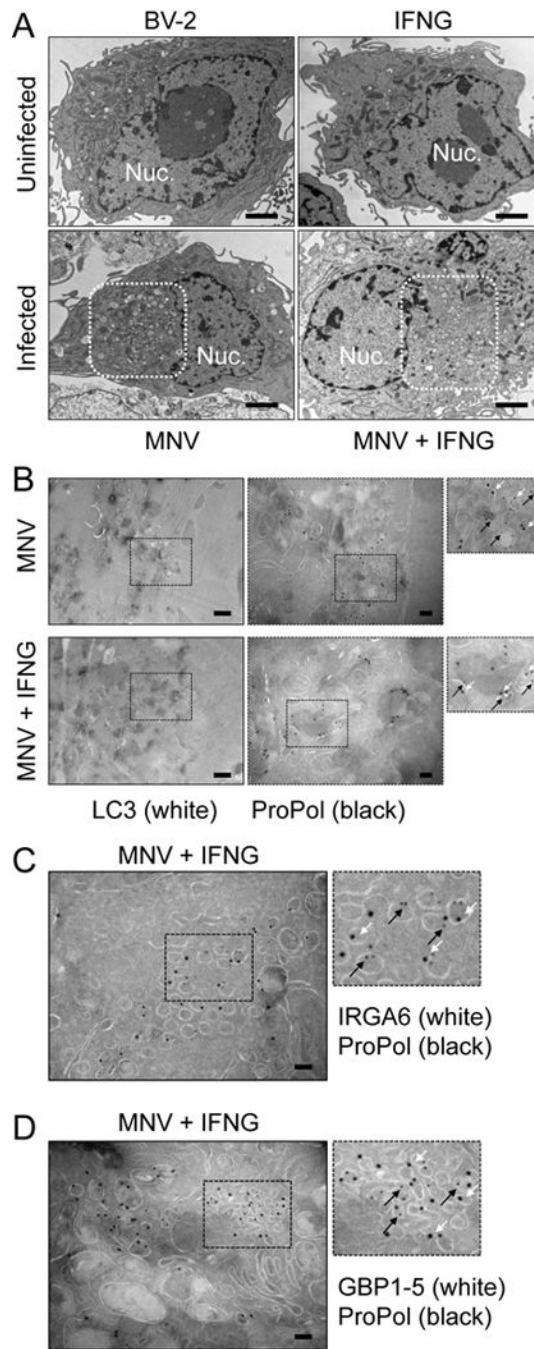 A
BV-2
IFNG
Uninfected
Nuc.
Nuc.
Infected
Nuc.
Nuc.
MNV
MNV + IFNG
B
MNV
MNV + IFNG
LC3 (white)
ProPol (black)
C
MNV + IFNG
IRGA6 (white)
ProPol (black)
D
MNV + IFNG
GBP1-5 (white)
ProPol (black)